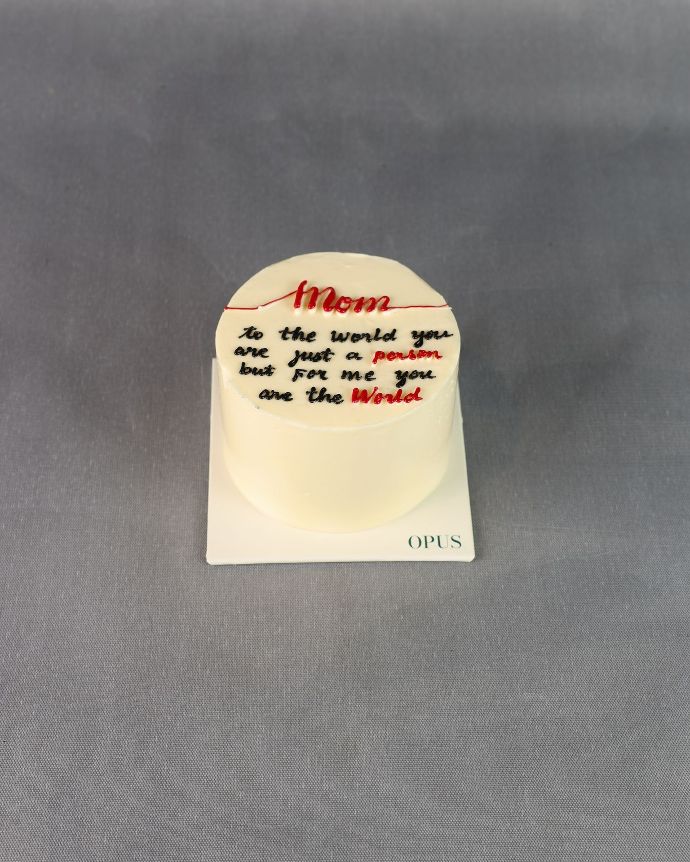 Mom
to the world you
are just a person
but For me you
are the World
OPUS